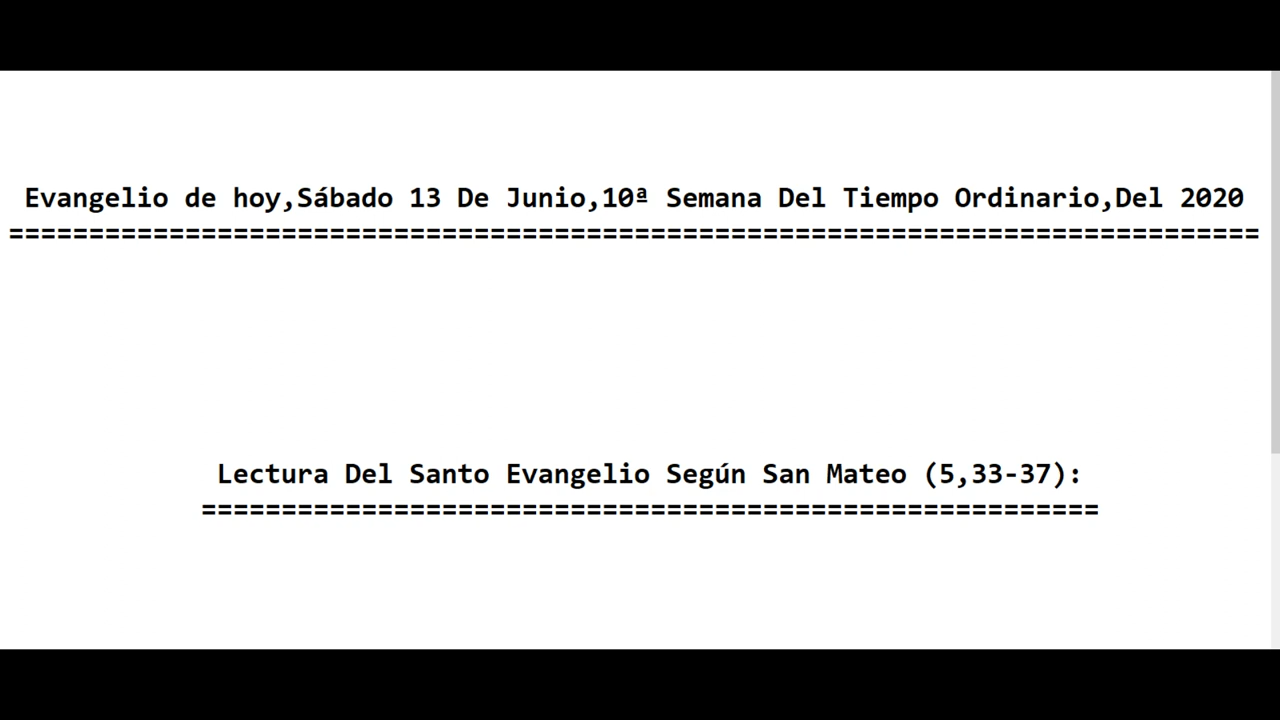 Evangelio de hoy,Sábado 13 De Junio,10ª Semana Del Tiempo Ordinario,Del 2020
==============================================================================
Lectura Del Santo Evangelio Según San Mateo (5,33-37):
========================================================